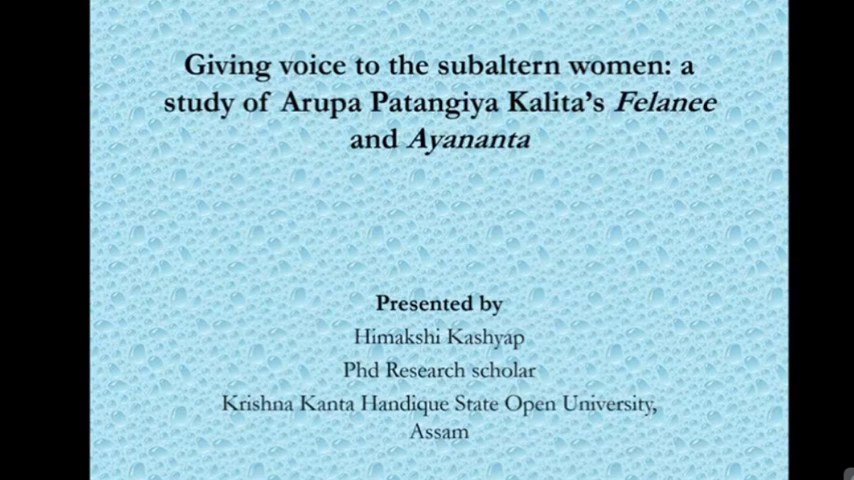 Giving voice to the subaltern women: a
study of Arupa Patangiya Kalita's Felanee
and Ayananta
Presented by
Himakshi Kashyap
Phd Research scholar
Krishna Kanta Handique State Open University,
Assam